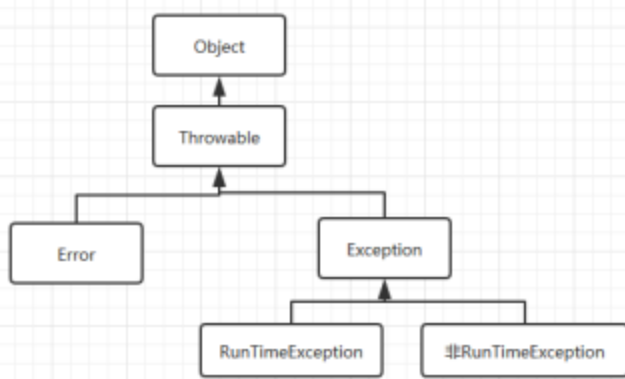 Object
Throwable
Error
Exception
RunTimeException
非RunTimeException